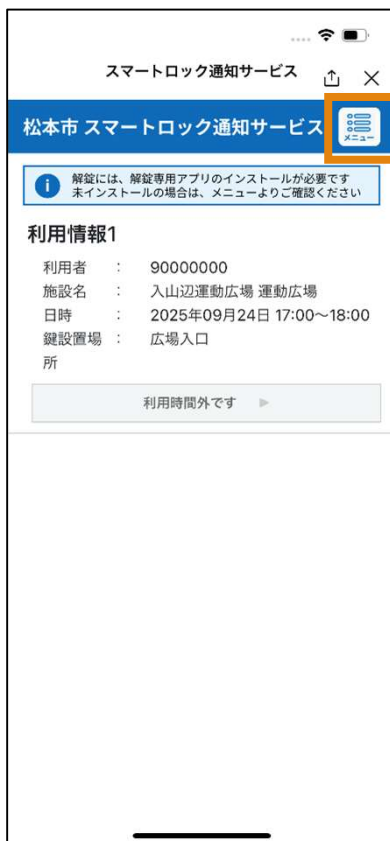 スマートロック通知サービス
松本市 スマートロック通知サービス
メニュー
解錠には、解錠専用アプリのインストールが必要です
未インストールの場合は、メニューよりご確認ください
利用情報1
利用者 : 90000000
施設名 : 入山辺運動広場 運動広場
日時 : 2025年09月24日 17:00～18:00
鍵設置場所 : 広場入口
利用時間外です ▶